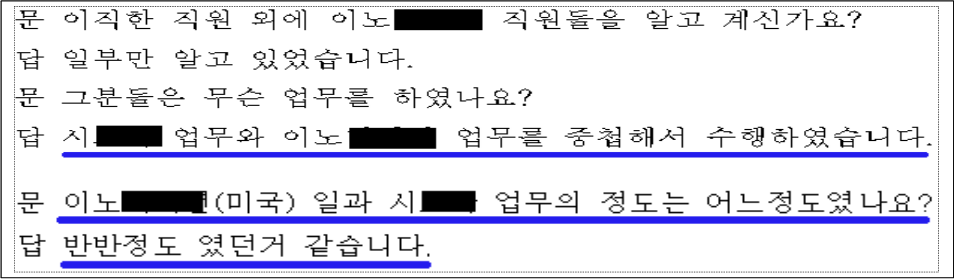 문 이직한 직원 외에 이노 직원들을 알고 계신가요?
답 일부만 알고 있었습니다.
문 그분들은 무슨 업무를 하였나요?
답 시 업무와 이노 업무를 중첩해서 수행하였습니다.
문 이노 (미국) 일과 시 업무의 정도는 어느정도였나요?
답 반반정도 였던거 같습니다.